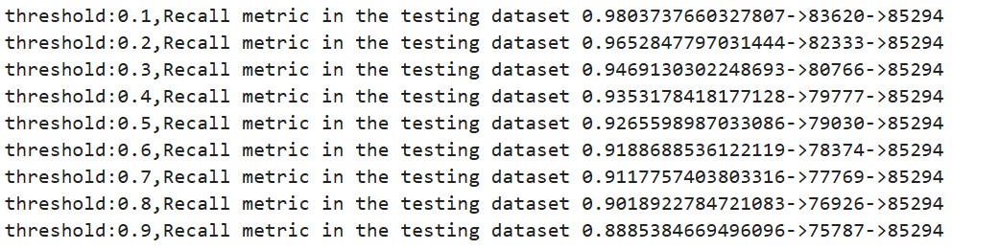 threshold:0.1,Recall metric in the testing dataset 0.9803737660327807->83620->85294
threshold:0.2,Recall metric in the testing dataset 0.9652847797031444->82333->85294
threshold:0.3,Recall metric in the testing dataset 0.9469130302248693->80766->85294
threshold:0.4,Recall metric in the testing dataset 0.9353178418177128->79777->85294
threshold:0.5,Recall metric in the testing dataset 0.9265598987033086->79030->85294
threshold:0.6,Recall metric in the testing dataset 0.9188688536122119->78374->85294
threshold:0.7,Recall metric in the testing dataset 0.9117757403803316->77769->85294
threshold:0.8,Recall metric in the testing dataset 0.9018922784721083->76926->85294
threshold:0.9,Recall metric in the testing dataset 0.8885384669496096->75787->85294